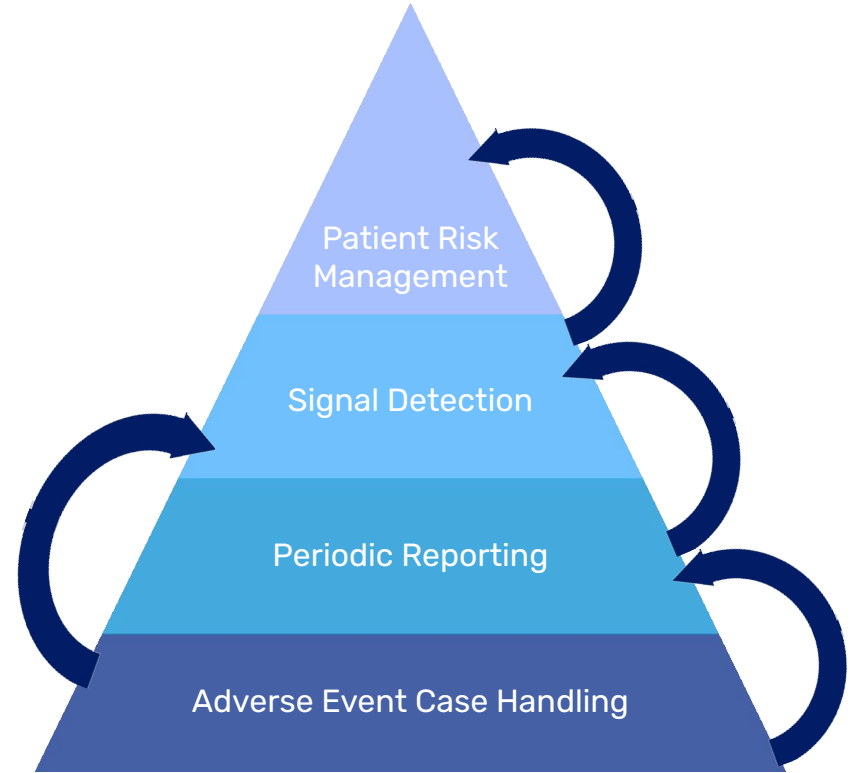 Patient Risk
Management
Signal Detection
Periodic Reporting
Adverse Event Case Handling